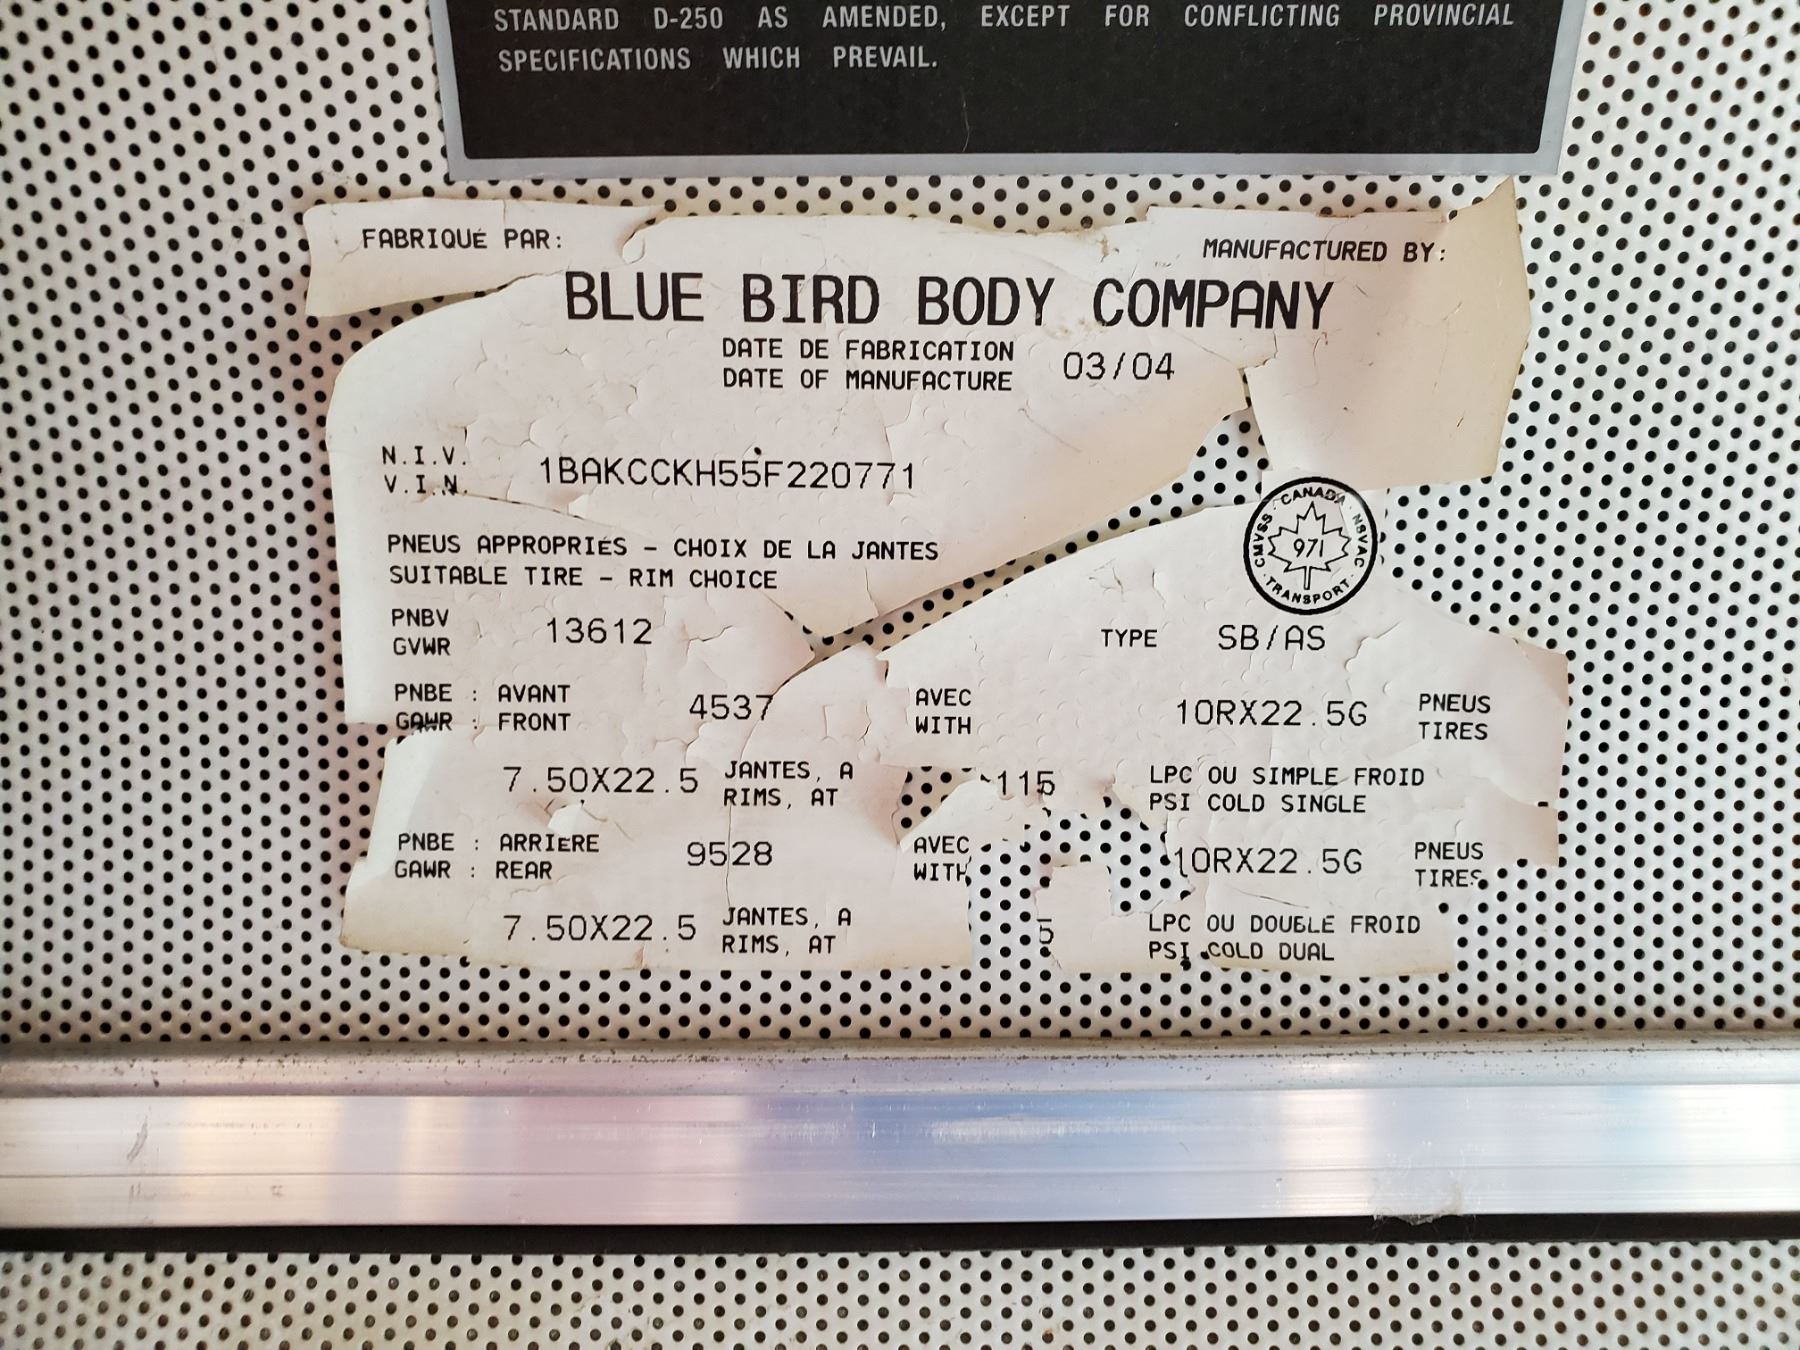 STANDARD D-250 AS AMENDED, EXCEPT FOR CONFLICTING PROVINCIAL
SPECIFICATIONS WHICH PREVAIL.
FABRIQUÉ PAR:
MANUFACTURED BY:
BLUE BIRD BODY COMPANY
DATE DE FABRICATION
DATE OF MANUFACTURE
03/04
N.I.V.
V.I.N.
1BAKCCKH55F220771
CANADA
CMVSS 971 NSVAC
TRANSPORT
PNEUS APPROPRIÉS - CHOIX DE LA JANTES
SUITABLE TIRE - RIM CHOICE
PNBV
GVWR
13612
TYPE SB/AS
PNBE : AVANT
GAWR : FRONT
4537
AVEC
WITH
10RX22.5G
PNEUS
TIRES
7.50X22.5
JANTES, A
RIMS, AT
115
LPC OU SIMPLE FROID
PSI COLD SINGLE
PNBE : ARRIERE
GAWR : REAR
9528
AVEC
WITH
10RX22.5G
PNEUS
TIRES
7.50X22.5
JANTES, A
RIMS, AT
5
LPC OU DOUBLE FROID
PSI COLD DUAL